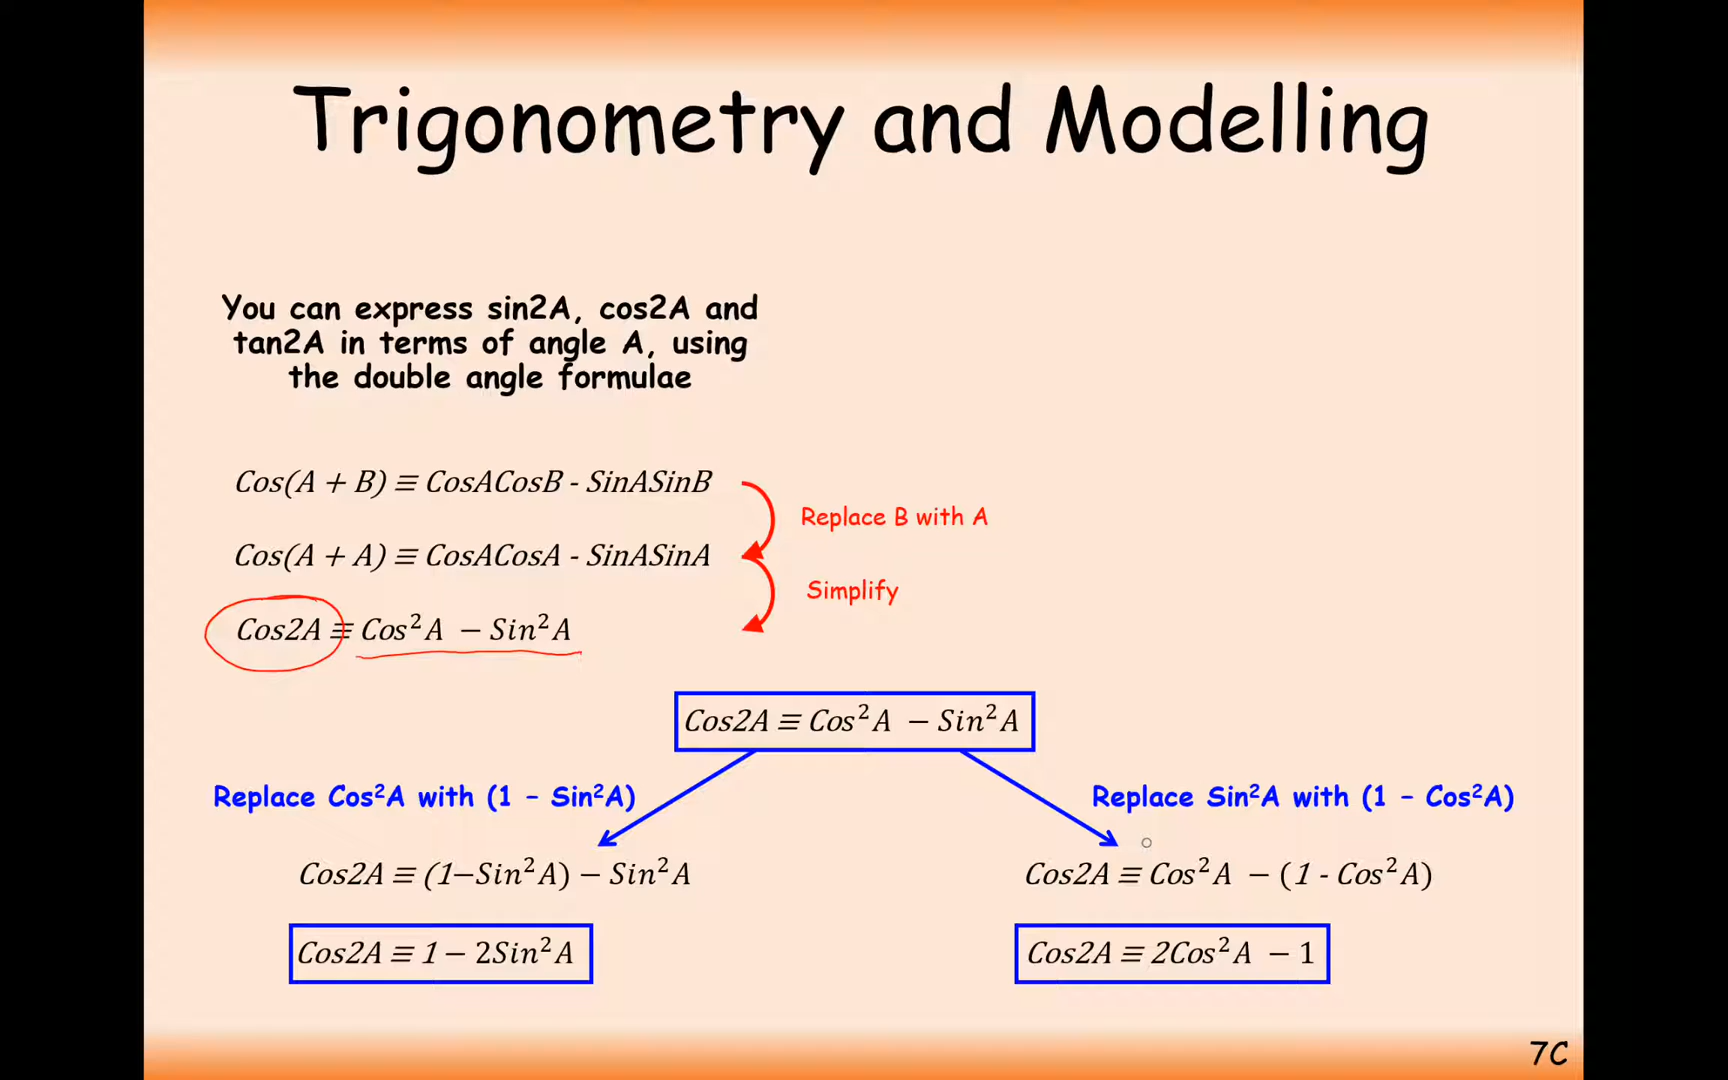 Trigonometry and Modelling
You can express sin2A, cos2A and
tan2A in terms of angle A, using
the double angle formulae
Cos(A + B) ≡ CosACosB - SinASinB
Replace B with A
Cos(A + A) ≡ CosACosA - SinASinA
Simplify
Cos2A ≡ Cos²A − Sin²A
Cos2A ≡ Cos²A − Sin²A
Replace Cos²A with (1 – Sin²A)
Replace Sin²A with (1 – Cos²A)
Cos2A ≡ (1−Sin²A) − Sin²A
Cos2A ≡ Cos²A − (1 - Cos²A)
Cos2A ≡ 1 − 2Sin²A
Cos2A ≡ 2Cos²A − 1
7C